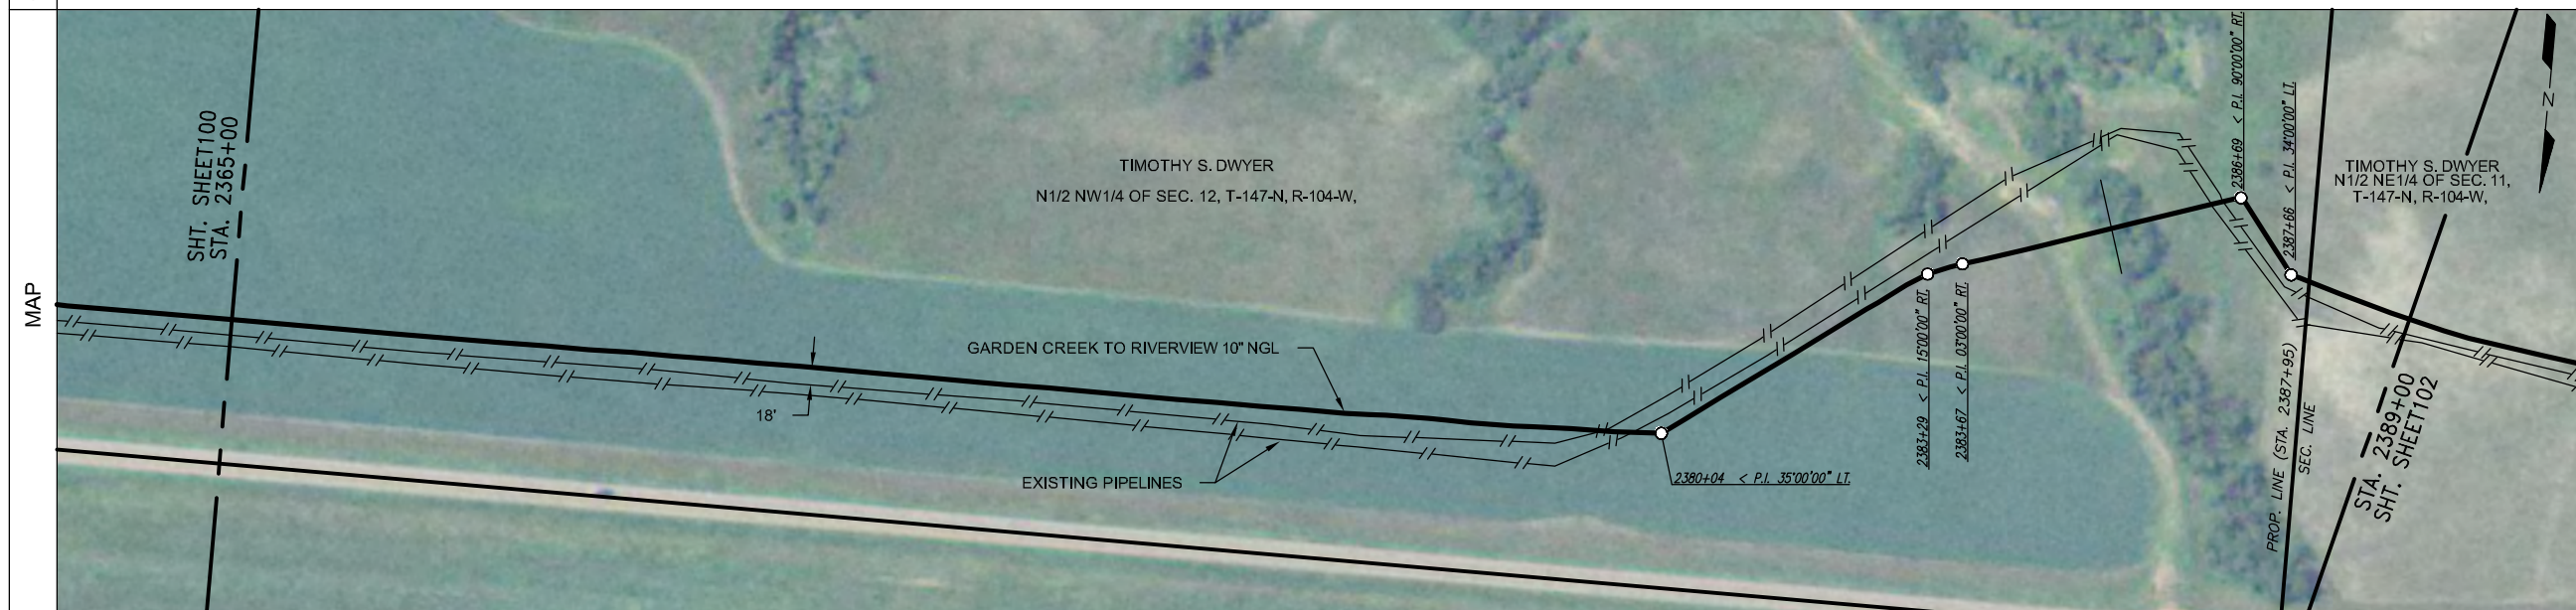 MAP
SHT. SHEET100
STA. 2365+00
TIMOTHY S. DWYER
N1/2 NW1/4 OF SEC. 12, T-147-N, R-104-W,
GARDEN CREEK TO RIVERVIEW 10" NGL
18'
EXISTING PIPELINES
2380+04 < P.I. 35°00'00" LT.
2383+29 < P.I. 15°00'00" RT.
2383+67 < P.I. 03°00'00" RT.
2386+69 < P.I. 90°00'00" RT.
2387+66 < P.I. 34°00'00" LT.
PROP. LINE (STA. 2387+95)
SEC. LINE
TIMOTHY S. DWYER
N1/2 NE1/4 OF SEC. 11,
T-147-N, R-104-W,
STA. 2389+00
SHT. SHEET102
N